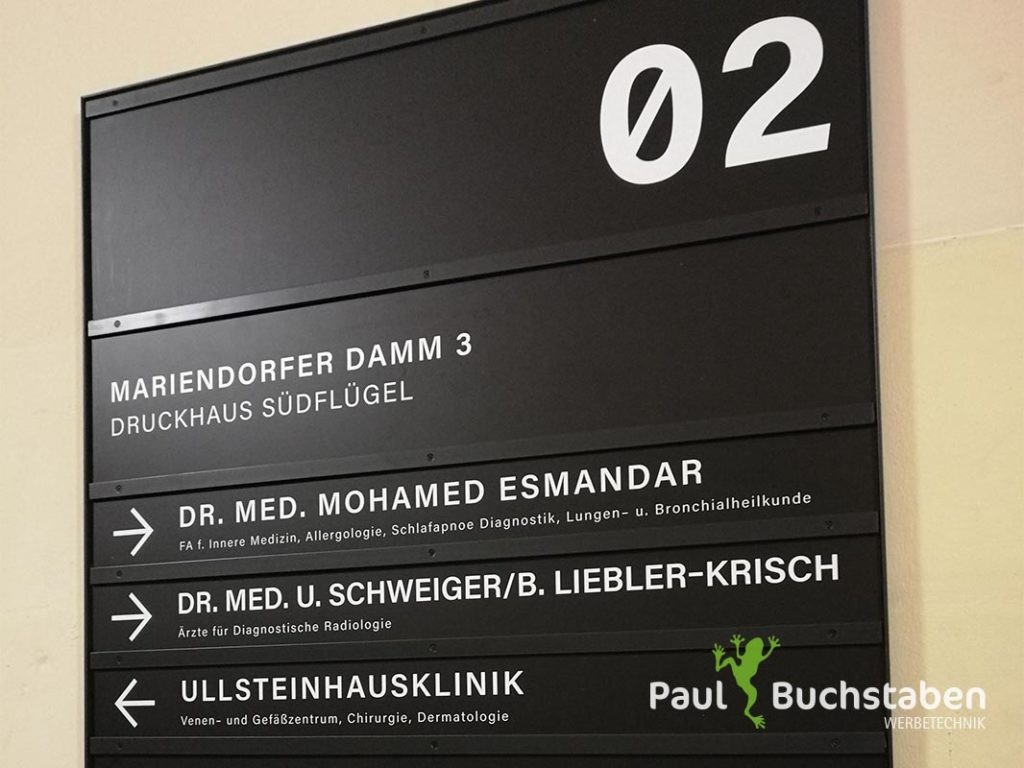 02
MARIENDORFER DAMM 3
DRUCKHAUS SÜDFLÜGEL
DR. MED. MOHAMED ESMANDAR
FA f. Innere Medizin, Allergologie, Schlafapnoe Diagnostik, Lungen- u. Bronchialheilkunde
DR. MED. U. SCHWEIGER/B. LIEBLER-KRISCH
Ärzte für Diagnostische Radiologie
ULLSTEINHAUSKLINIK
Venen- und Gefäßzentrum, Chirurgie, Dermatologie
Paul Buchstaben
WERBETECHNIK